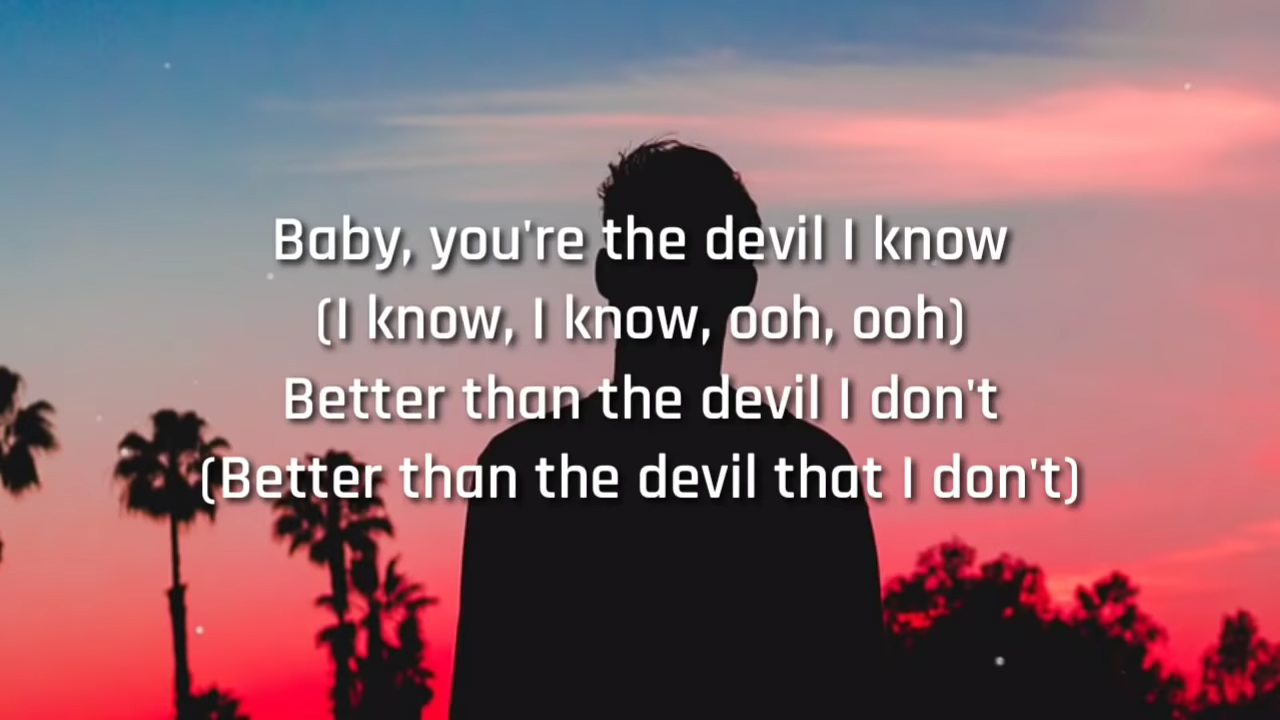 Baby, you're the devil I know
(I know, I know, ooh, ooh)
Better than the devil I don't
(Better than the devil that I don't)